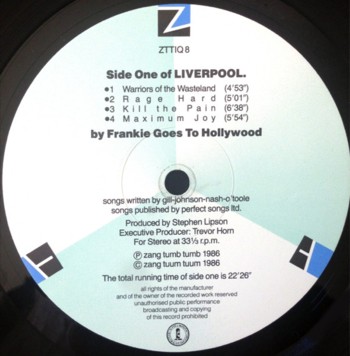 Z
ZTTIQ 8
Side One of LIVERPOOL.
•1 Warriors of the Wasteland (4'53")
•2 Rage Hard (5'01")
•3 Kill the Pain (6'38")
•4 Maximum Joy (5'54")
by Frankie Goes To Hollywood
songs written by gill-johnson-nash-o'toole
songs published by perfect songs ltd.
Produced by Stephen Lipson
Executive Producer: Trevor Horn
For Stereo at 33⅓ r.p.m.
℗ zang tumb tumb 1986
© zang tuum tuum 1986
The total running time of side one is 22'26"
all rights of the manufacturer
and of the owner of the recorded work reserved
unauthorised public performance
broadcasting and copying
of this record prohibited